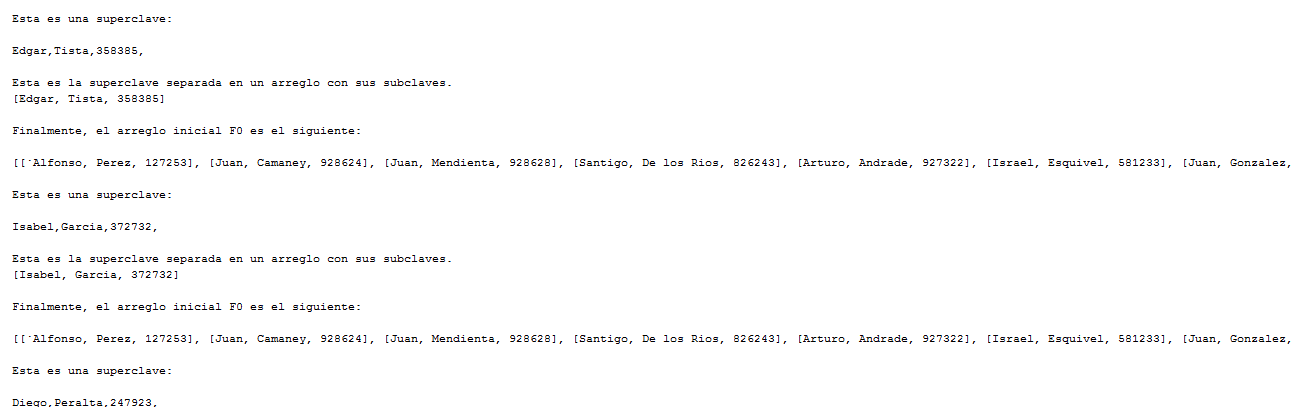 Esta es una superclave:
Edgar,Tista,358385,
Esta es la superclave separada en un arreglo con sus subclaves.
[Edgar, Tista, 358385]
Finalmente, el arreglo inicial F0 es el siguiente:
[[´Alfonso, Perez, 127253], [Juan, Camaney, 928624], [Juan, Mendienta, 928628], [Santigo, De los Rios, 826243], [Arturo, Andrade, 927322], [Israel, Esquivel, 581233], [Juan, Gonzalez,
Esta es una superclave:
Isabel,Garcia,372732,
Esta es la superclave separada en un arreglo con sus subclaves.
[Isabel, Garcia, 372732]
Finalmente, el arreglo inicial F0 es el siguiente:
[[´Alfonso, Perez, 127253], [Juan, Camaney, 928624], [Juan, Mendienta, 928628], [Santigo, De los Rios, 826243], [Arturo, Andrade, 927322], [Israel, Esquivel, 581233], [Juan, Gonzalez,
Esta es una superclave:
Diego,Peralta,247923,